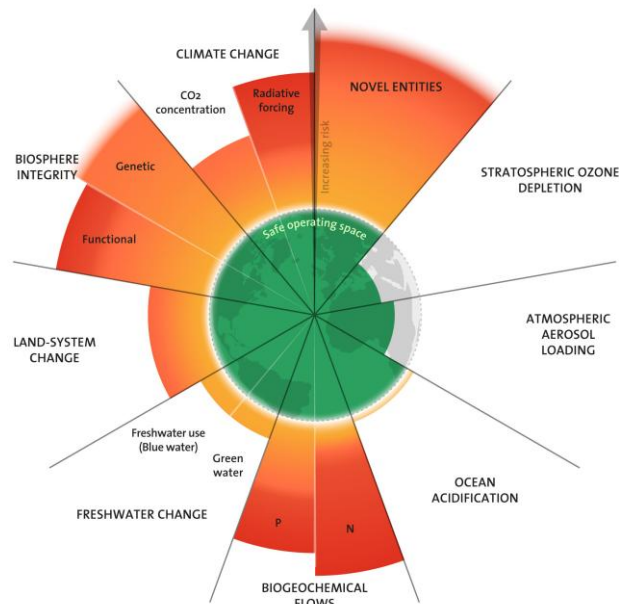 CLIMATE CHANGE
CO2
concentration
Radiative
forcing
NOVEL ENTITIES
Increasing risk
STRATOSPHERIC OZONE
DEPLETION
BIOSPHERE
INTEGRITY
Genetic
Functional
Safe operating space
ATMOSPHERIC
AEROSOL
LOADING
LAND-SYSTEM
CHANGE
Freshwater use
(Blue water)
Green
water
FRESHWATER CHANGE
P
N
OCEAN
ACIDIFICATION
BIOGEOCHEMICAL
FLOWS